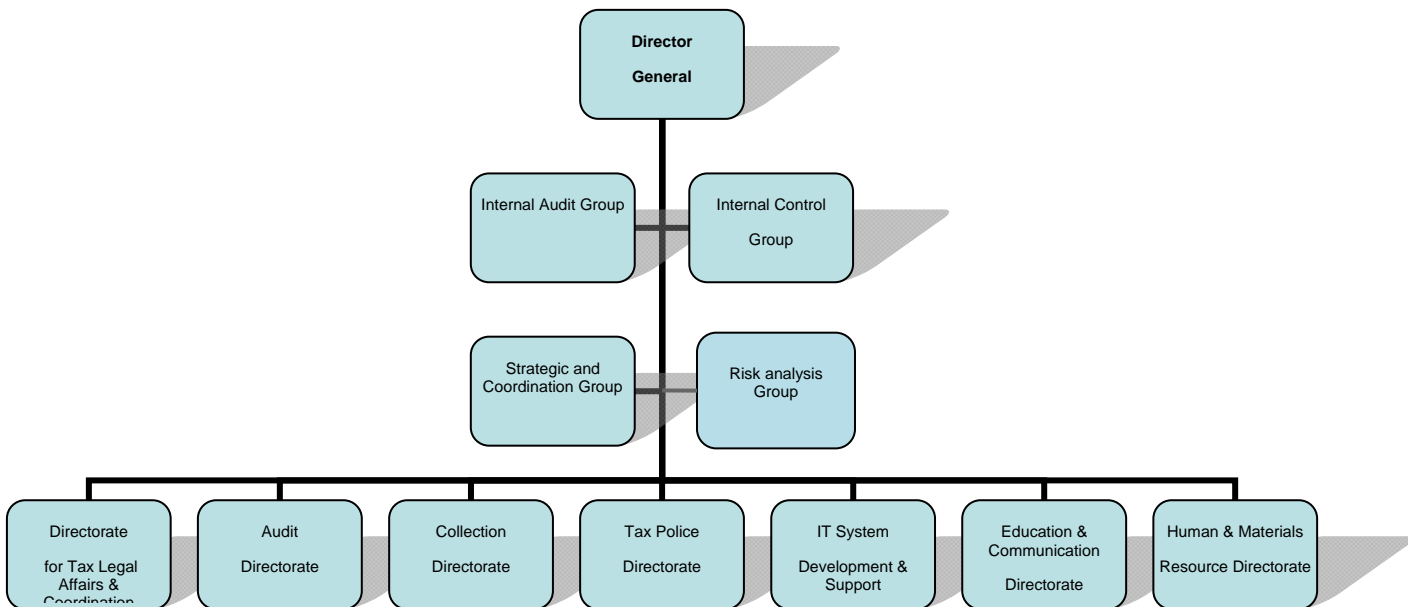 Director
General
Internal Audit Group
Internal Control
Group
Strategic and
Coordination Group
Risk analysis
Group
Directorate
for Tax Legal
Affairs &
Coordination
Audit
Directorate
Collection
Directorate
Tax Police
Directorate
IT System
Development &
Support
Education &
Communication
Directorate
Human & Materials
Resource Directorate